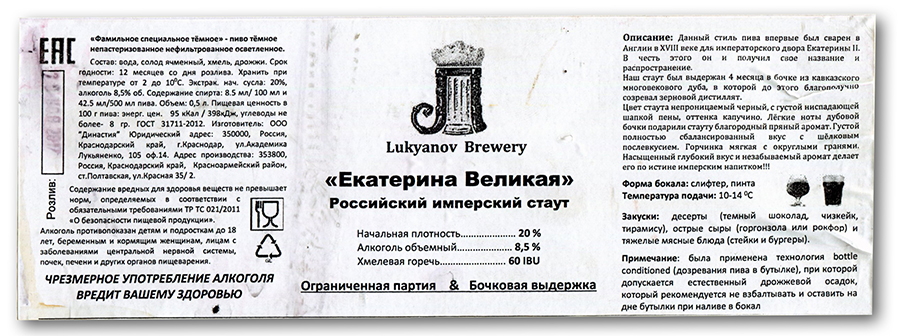 EAC
«Фамильное специальное тёмное» - пиво тёмное
непастеризованное нефильтрованное осветленное.
Состав: вода, солод ячменный, хмель, дрожжи. Срок
годности: 12 месяцев со дня розлива. Хранить при
температуре от 2 до 10⁰С. Экстракт. нач. сусла: 20%,
алкоголь 8,5% об. Содержание спирта: 8.5 мл/ 100 мл и
42.5 мл/500 мл пива. Объем: 0,5 л. Пищевая ценность в
100 г пива: энерг. цен. 95 кКал / 398кДж, углеводы не
более- 8 гр. ГОСТ 31711-2012. Изготовитель: ООО
"Династия" Юридический адрес: 350000, Россия,
Краснодарский край, г.Краснодар, ул.Академика
Лукьяненко, 105 оф.14. Адрес производства: 353800,
Россия, Краснодарский край, Красноармейский район,
ст.Полтавская, ул.Красная 35/ 2.
Розлив:
Содержание вредных для здоровья веществ не превышает
норм, определяемых в соответствии с
обязательными требованиями ТР ТС 021/2011
«О безопасности пищевой продукции».
Алкоголь противопоказан детям и подросткам до 18
лет, беременным и кормящим женщинам, лицам с
заболеваниями центральной нервной системы,
почек, печени и других органов пищеварения.
GL
ЧРЕЗМЕРНОЕ УПОТРЕБЛЕНИЕ АЛКОГОЛЯ
ВРЕДИТ ВАШЕМУ ЗДОРОВЬЮ
Lukyanov Brewery
«Екатерина Великая»
Российский имперский стаут
Начальная плотность.....................20 %
Алкоголь объемный......................8,5 %
Хмелевая горечь.......................60 IBU
Ограниченная партия & Бочковая выдержка
Описание: Данный стиль пива впервые был сварен в
Англии в XVIII веке для императорского двора Екатерины II.
В честь этого он и получил свое название и
распространение.
Наш стаут был выдержан 4 месяца в бочке из кавказского
многовекового дуба, в которой до этого благополучно
созревал зерновой дистиллят.
Цвет стаута непроницаемый черный, с густой ниспадающей
шапкой пены, оттенка капучино. Лёгкие ноты дубовой
бочки подарили стауту благородный пряный аромат. Густой
полностью сбалансированный вкус с щёлковым
послевкусием. Горчинка мягкая с округлыми гранями.
Насыщенный глубокий вкус и незабываемый аромат делает
его по истине имперским напитком!!!
Форма бокала: слифтер, пинта
Температура подачи: 10-14 ⁰С
Закуски: десерты (темный шоколад, чизкейк,
тирамису), острые сыры (горгонзола или рокфор) и
тяжелые мясные блюда (стейки и бургеры).
Примечание: была применена технология bottle
conditioned (дозревания пива в бутылке), при которой
допускается естественный дрожжевой осадок,
который рекомендуется не взбалтывать и оставить на
дне бутылки при наливе в бокал